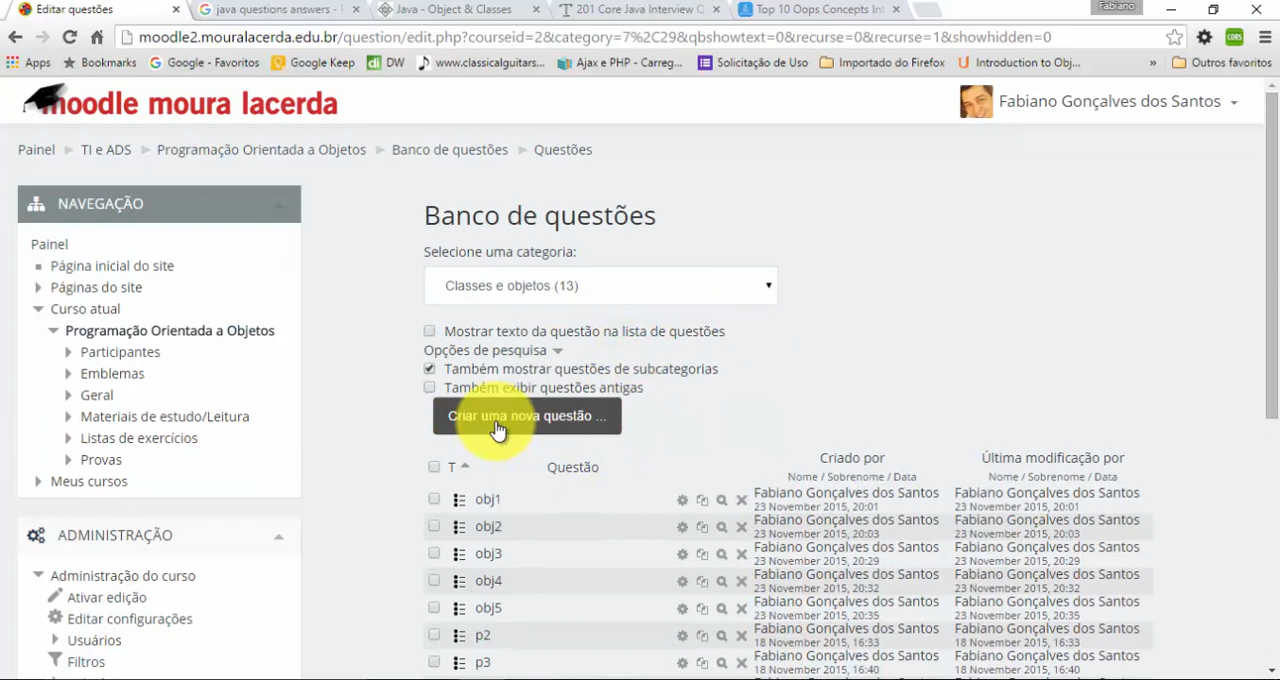 Editar questões
java questions answers - P
Java - Object & Classes
201 Core Java Interview Q
Top 10 Oops Concepts Int
Fabiano
moodle2.mouralacerda.edu.br/question/edit.php?courseid=2&category=7%2C29&qbshowtext=0&recurse=0&recurse=1&showhidden=0
Apps
Bookmarks
Google - Favoritos
Google Keep
DW
www.classicalguitars...
Ajax e PHP - Carreg...
Solicitação de Uso
Importado do Firefox
Introduction to Obj...
»
Outros favoritos
moodle moura lacerda
Fabiano Gonçalves dos Santos
Painel
TI e ADS
Programação Orientada a Objetos
Banco de questões
Questões
NAVEGAÇÃO
Painel
Página inicial do site
Páginas do site
Curso atual
Programação Orientada a Objetos
Participantes
Emblemas
Geral
Materiais de estudo/Leitura
Listas de exercícios
Provas
Meus cursos
ADMINISTRAÇÃO
Administração do curso
Ativar edição
Editar configurações
Usuários
Filtros
Banco de questões
Selecione uma categoria:
Classes e objetos (13)
Mostrar texto da questão na lista de questões
Opções de pesquisa
Também mostrar questões de subcategorias
Também exibir questões antigas
Criar uma nova questão ...
T Questão Criado por Última modificação por
Nome / Sobrenome / Data Nome / Sobrenome / Data
obj1 Fabiano Gonçalves dos Santos Fabiano Gonçalves dos Santos
23 November 2015, 20:01 23 November 2015, 20:01
obj2 Fabiano Gonçalves dos Santos Fabiano Gonçalves dos Santos
23 November 2015, 20:03 23 November 2015, 20:03
obj3 Fabiano Gonçalves dos Santos Fabiano Gonçalves dos Santos
23 November 2015, 20:29 23 November 2015, 20:29
obj4 Fabiano Gonçalves dos Santos Fabiano Gonçalves dos Santos
23 November 2015, 20:32 23 November 2015, 20:32
obj5 Fabiano Gonçalves dos Santos Fabiano Gonçalves dos Santos
23 November 2015, 20:35 23 November 2015, 20:35
p2 Fabiano Gonçalves dos Santos Fabiano Gonçalves dos Santos
18 November 2015, 16:33 18 November 2015, 16:33
p3 Fabiano Gonçalves dos Santos Fabiano Gonçalves dos Santos
18 November 2015, 16:40 18 November 2015, 16:40